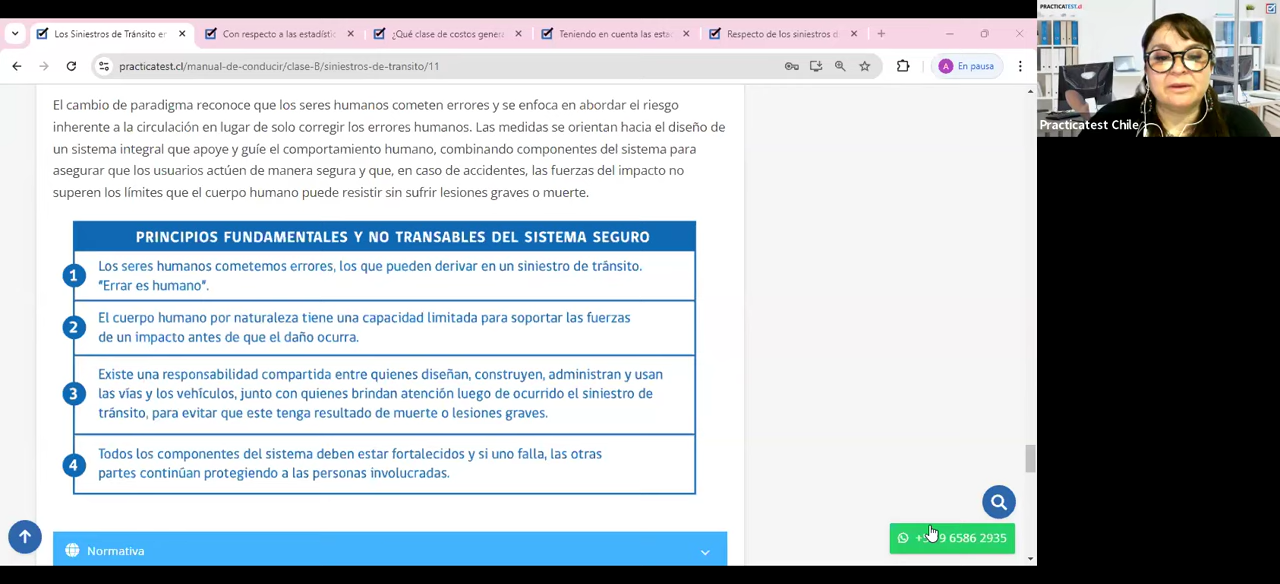 Los Siniestros de Tránsito er
Con respecto a las estadísti
¿Qué clase de costos genera
Teniendo en cuenta las esta
Respecto de los siniestros d
practicatest.cl/manual-de-conducir/clase-B/siniestros-de-transito/11
A
En pausa
PRACTICATEST.cl
Practicatest Chile
El cambio de paradigma reconoce que los seres humanos cometen errores y se enfoca en abordar el riesgo
inherente a la circulación en lugar de solo corregir los errores humanos. Las medidas se orientan hacia el diseño de
un sistema integral que apoye y guíe el comportamiento humano, combinando componentes del sistema para
asegurar que los usuarios actúen de manera segura y que, en caso de accidentes, las fuerzas del impacto no
superen los límites que el cuerpo humano puede resistir sin sufrir lesiones graves o muerte.
PRINCIPIOS FUNDAMENTALES Y NO TRANSABLES DEL SISTEMA SEGURO
1
Los seres humanos cometemos errores, los que pueden derivar en un siniestro de tránsito.
"Errar es humano".
2
El cuerpo humano por naturaleza tiene una capacidad limitada para soportar las fuerzas
de un impacto antes de que el daño ocurra.
3
Existe una responsabilidad compartida entre quienes diseñan, construyen, administran y usan
las vías y los vehículos, junto con quienes brindan atención luego de ocurrido el siniestro de
tránsito, para evitar que este tenga resultado de muerte o lesiones graves.
4
Todos los componentes del sistema deben estar fortalecidos y si uno falla, las otras
partes continúan protegiendo a las personas involucradas.
Normativa
9 6586 2935